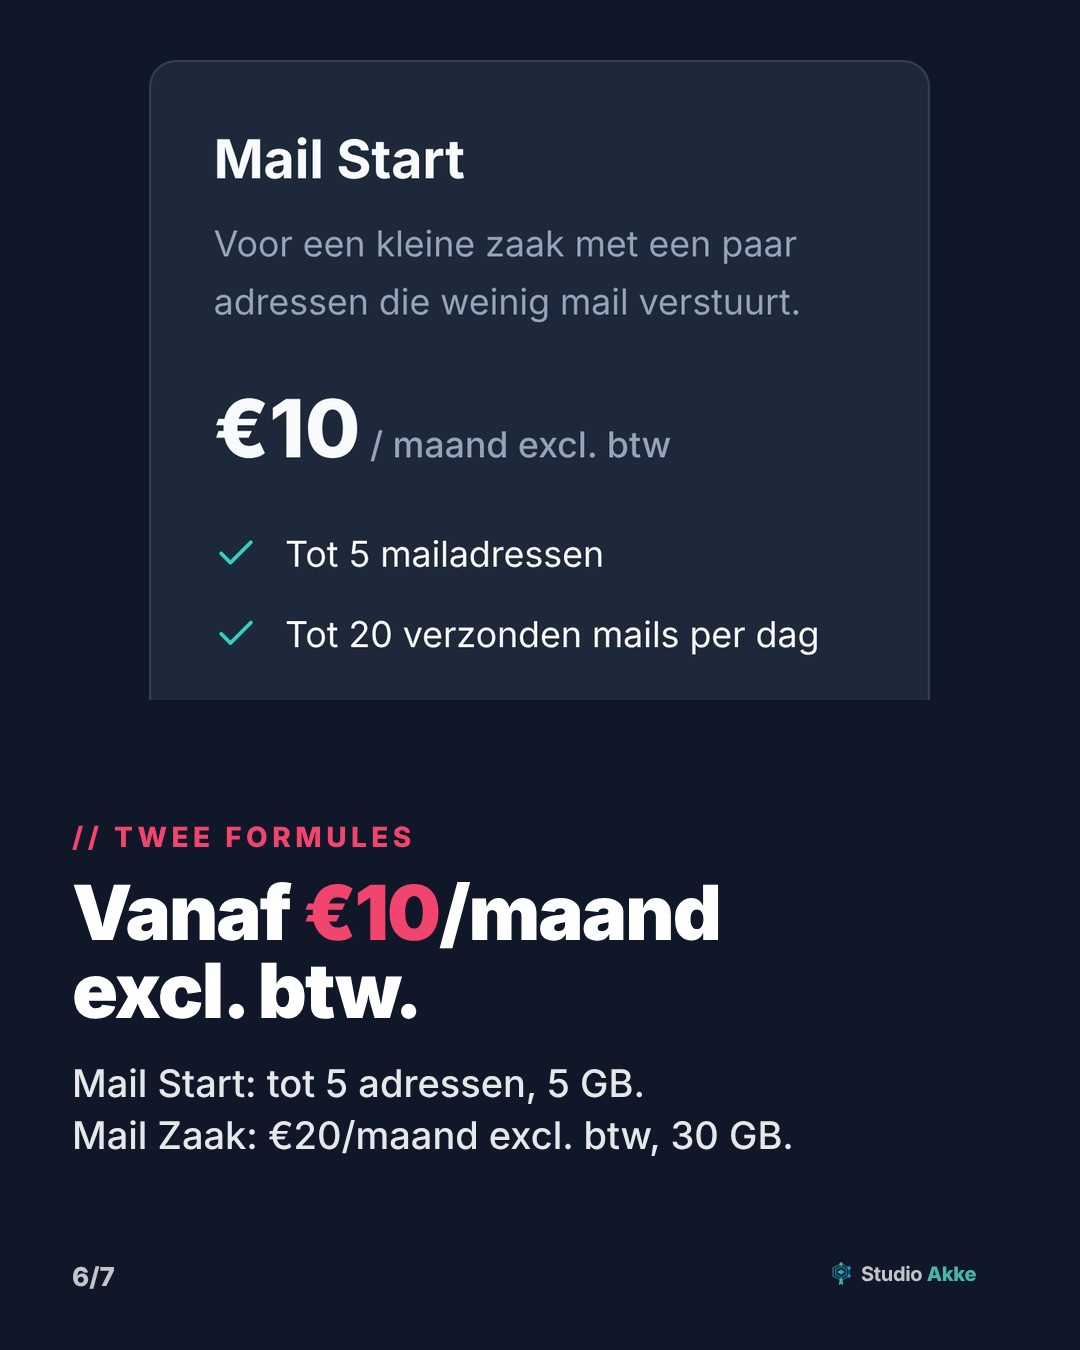 Mail Start
Voor een kleine zaak met een paar
adressen die weinig mail verstuurt.
€10 / maand excl. btw
Tot 5 mailadressen
Tot 20 verzonden mails per dag
// TWEE FORMULES
Vanaf €10/maand
excl. btw.
Mail Start: tot 5 adressen, 5 GB.
Mail Zaak: €20/maand excl. btw, 30 GB.
6/7
Studio Akke